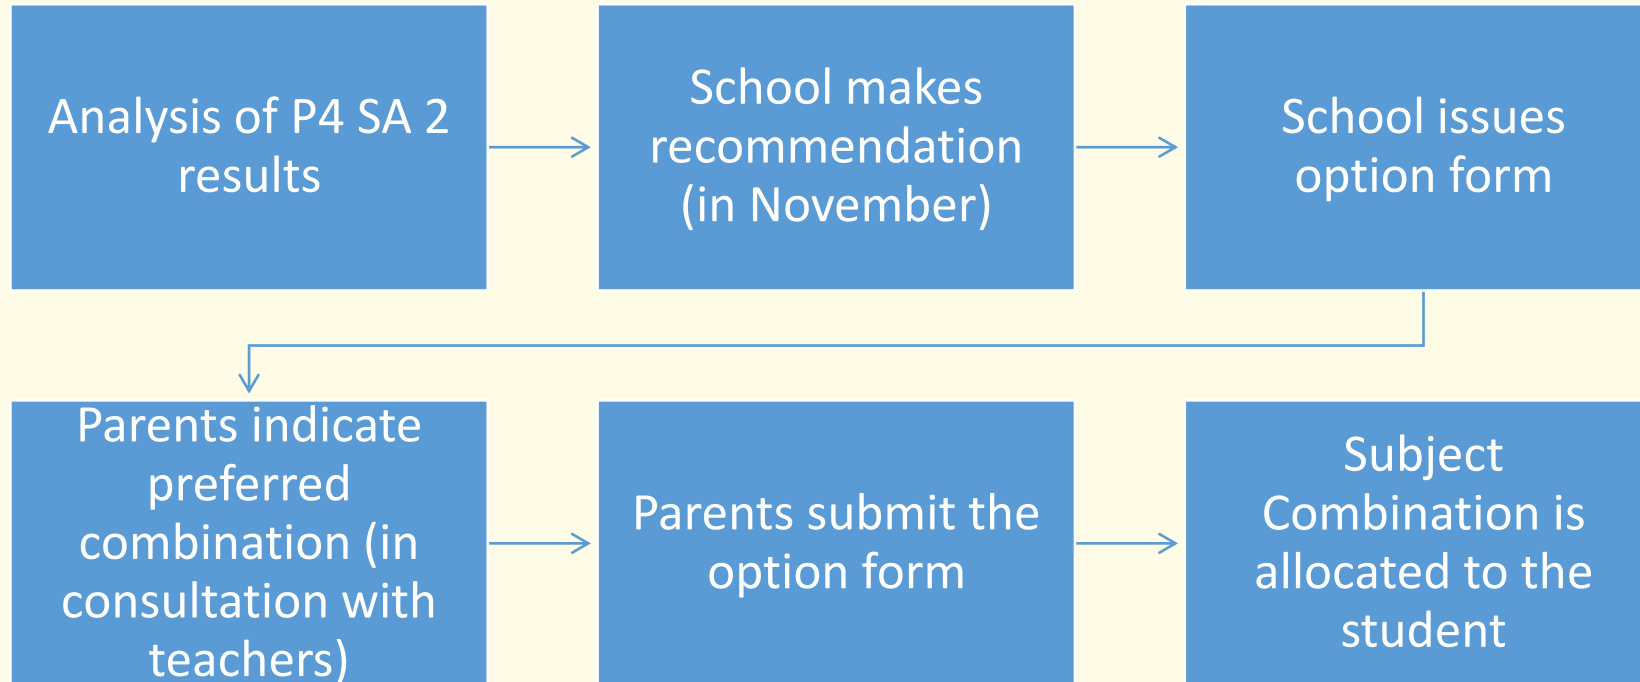 Analysis of P4 SA 2
results
School makes
recommendation
(in November)
School issues
option form
Parents indicate
preferred
combination (in
consultation with
teachers)
Parents submit the
option form
Subject
Combination is
allocated to the
student